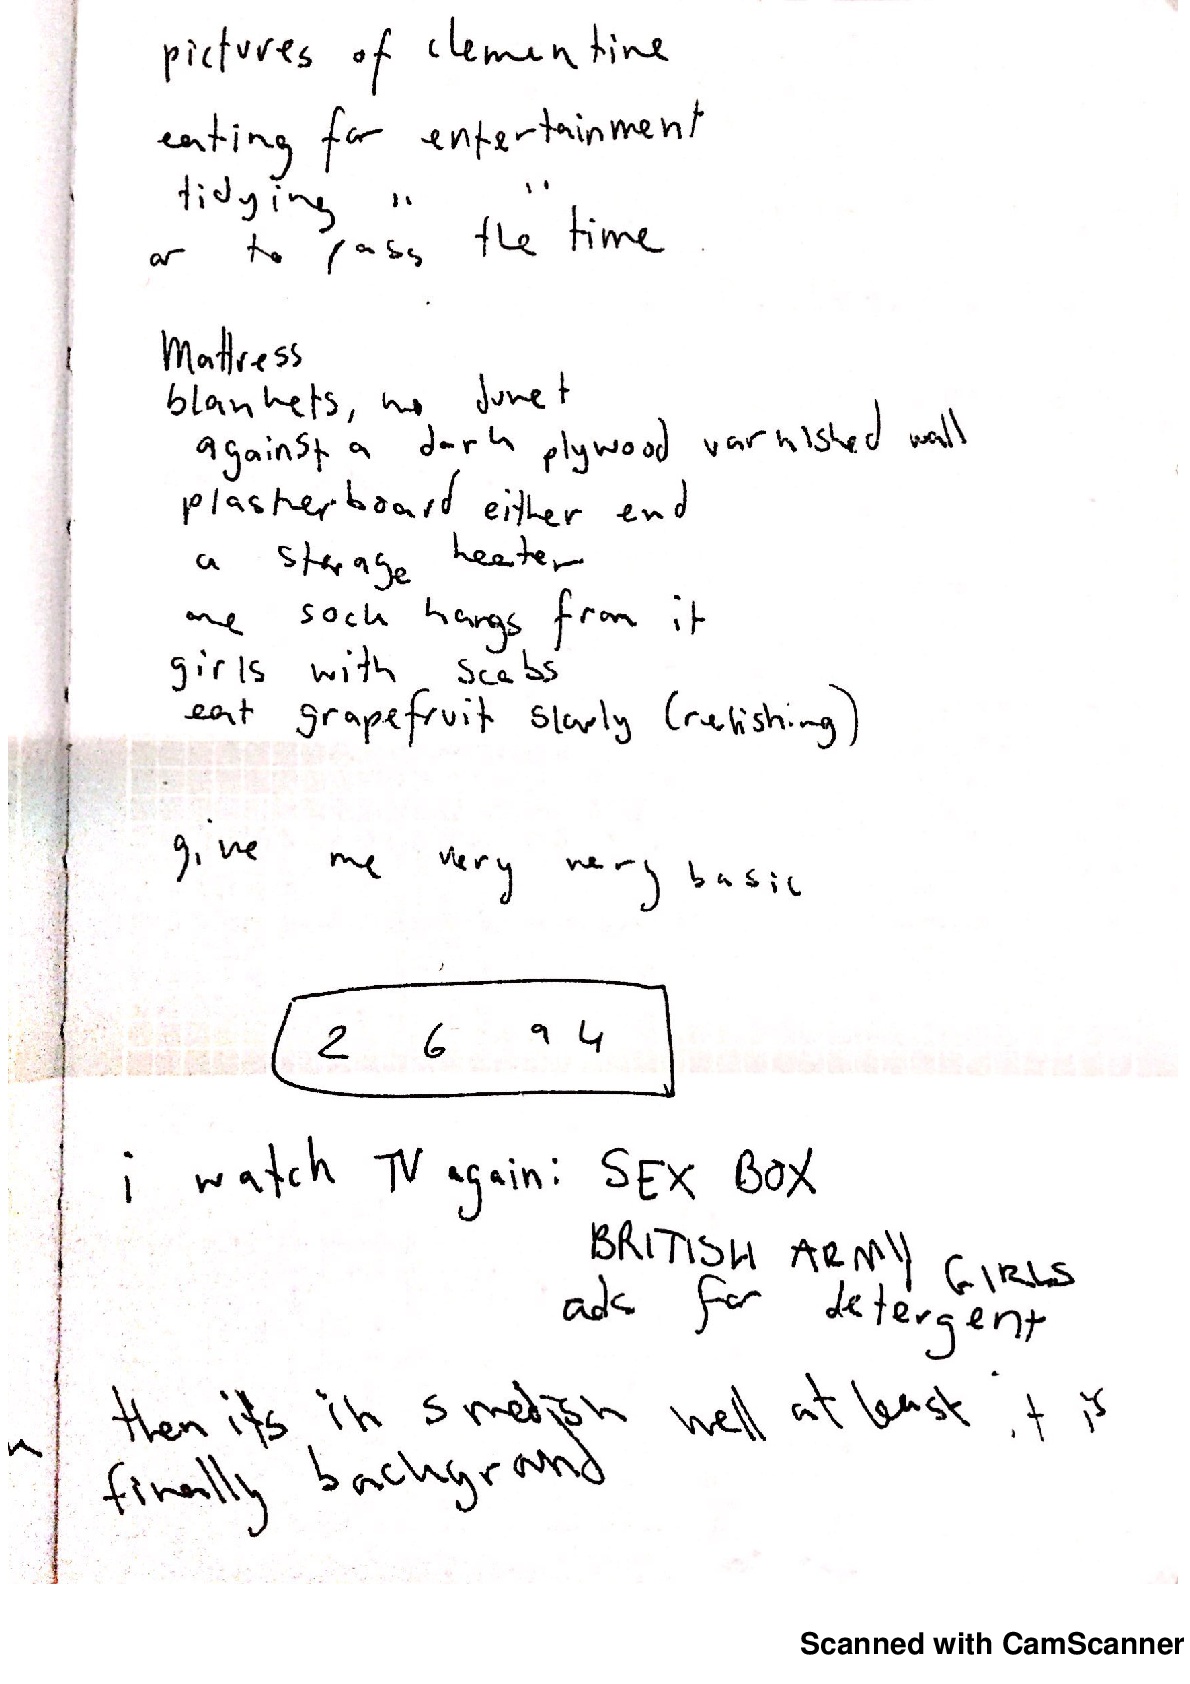 pictures of clementine
eating for entertainment
tidying " "
or to pass the time
Mattress
blankets, no duvet
against a dark plywood varnished wall
plasterboard either end
a storage heater
one sock hangs from it
girls with scabs
eat grapefruit slowly (relishing)
give me very very basic
2 6 9 4
i watch TV again: SEX BOX
BRITISH ARMY GIRLS
ads for detergent
then it's in swedish well at least it is
finally background
Scanned with CamScanner